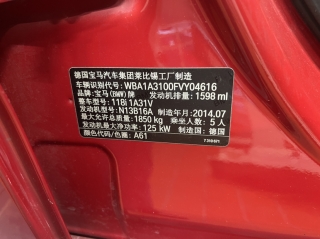 德国宝马汽车集团莱比锡工厂制造
车辆识别代号: WBA1A3100FVY04616
品牌: 宝马(BMW)牌 发动机排量: 1598 ml
整车型号: 118i 1A31V
发动机型号: N13B16A 制造年月: 2014.07
最大允许总质量: 1850 kg 乘坐人数: 5 人
发动机最大净功率: 125 kW 制造国: 德国
颜色代码/色圈: A61